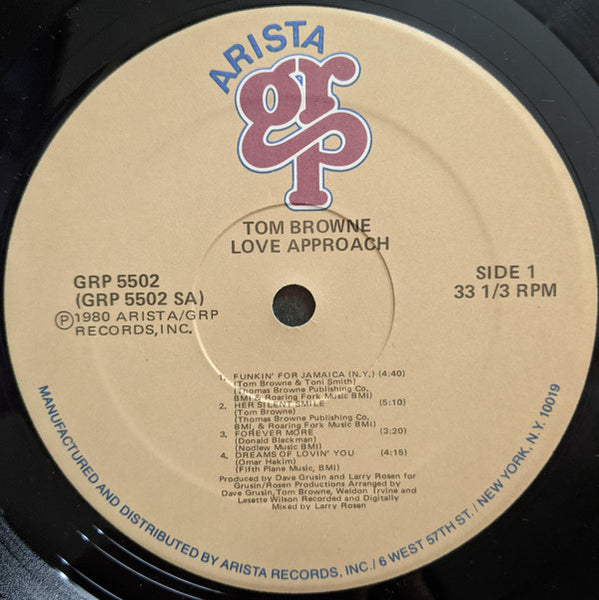 ARISTA
grp
TOM BROWNE
LOVE APPROACH
GRP 5502
(GRP 5502 SA)
℗1980 ARISTA/GRP
RECORDS, INC.
SIDE 1
33 1/3 RPM
1. FUNKIN' FOR JAMAICA (N.Y.) (4:40)
(Tom Browne & Toni Smith)
(Thomas Browne Publishing Co.
BMI & Roaring Fork Music BMI)
2. HER SILENT SMILE (5:10)
(Tom Browne)
(Thomas Browne Publishing Co.
BMI, & Roaring Fork Music BMI)
3. FOREVER MORE (3:20)
(Donald Blackman)
(Nodlew Music BMI)
4. DREAMS OF LOVIN' YOU (4:15)
(Omar Hakim)
(Fifth Plane Music, BMI)
Produced by Dave Grusin and Larry Rosen for
Grusin/Rosen Productions Arranged by
Dave Grusin, Tom Browne, Weldon Irvine and
Lesette Wilson Recorded and Digitally
Mixed by Larry Rosen
MANUFACTURED AND DISTRIBUTED BY ARISTA RECORDS, INC. / 6 WEST 57TH ST. / NEW YORK, N.Y. 10019